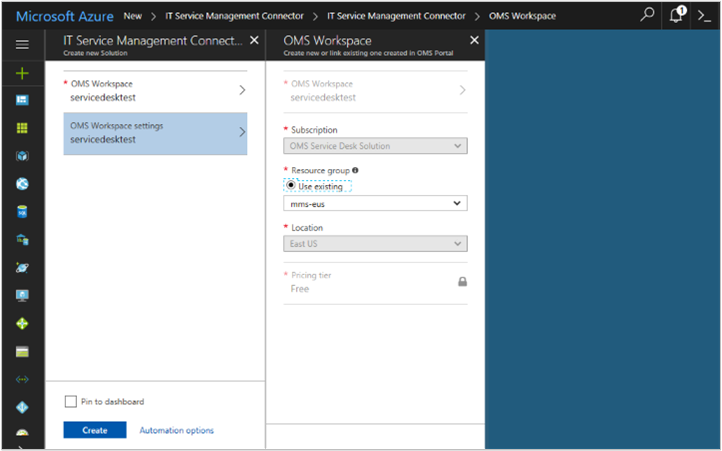 Microsoft Azure New > IT Service Management Connector > IT Service Management Connector > OMS Workspace
1
IT Service Management Connect...
Create new Solution
* OMS Workspace
servicedesktest
OMS Workspace settings
servicedesktest
Pin to dashboard
Create
Automation options
OMS Workspace
Create new or link existing one created in OMS Portal
* OMS Workspace
servicedesktest
* Subscription
OMS Service Desk Solution
* Resource group
Use existing
mms-eus
* Location
East US
* Pricing tier
Free